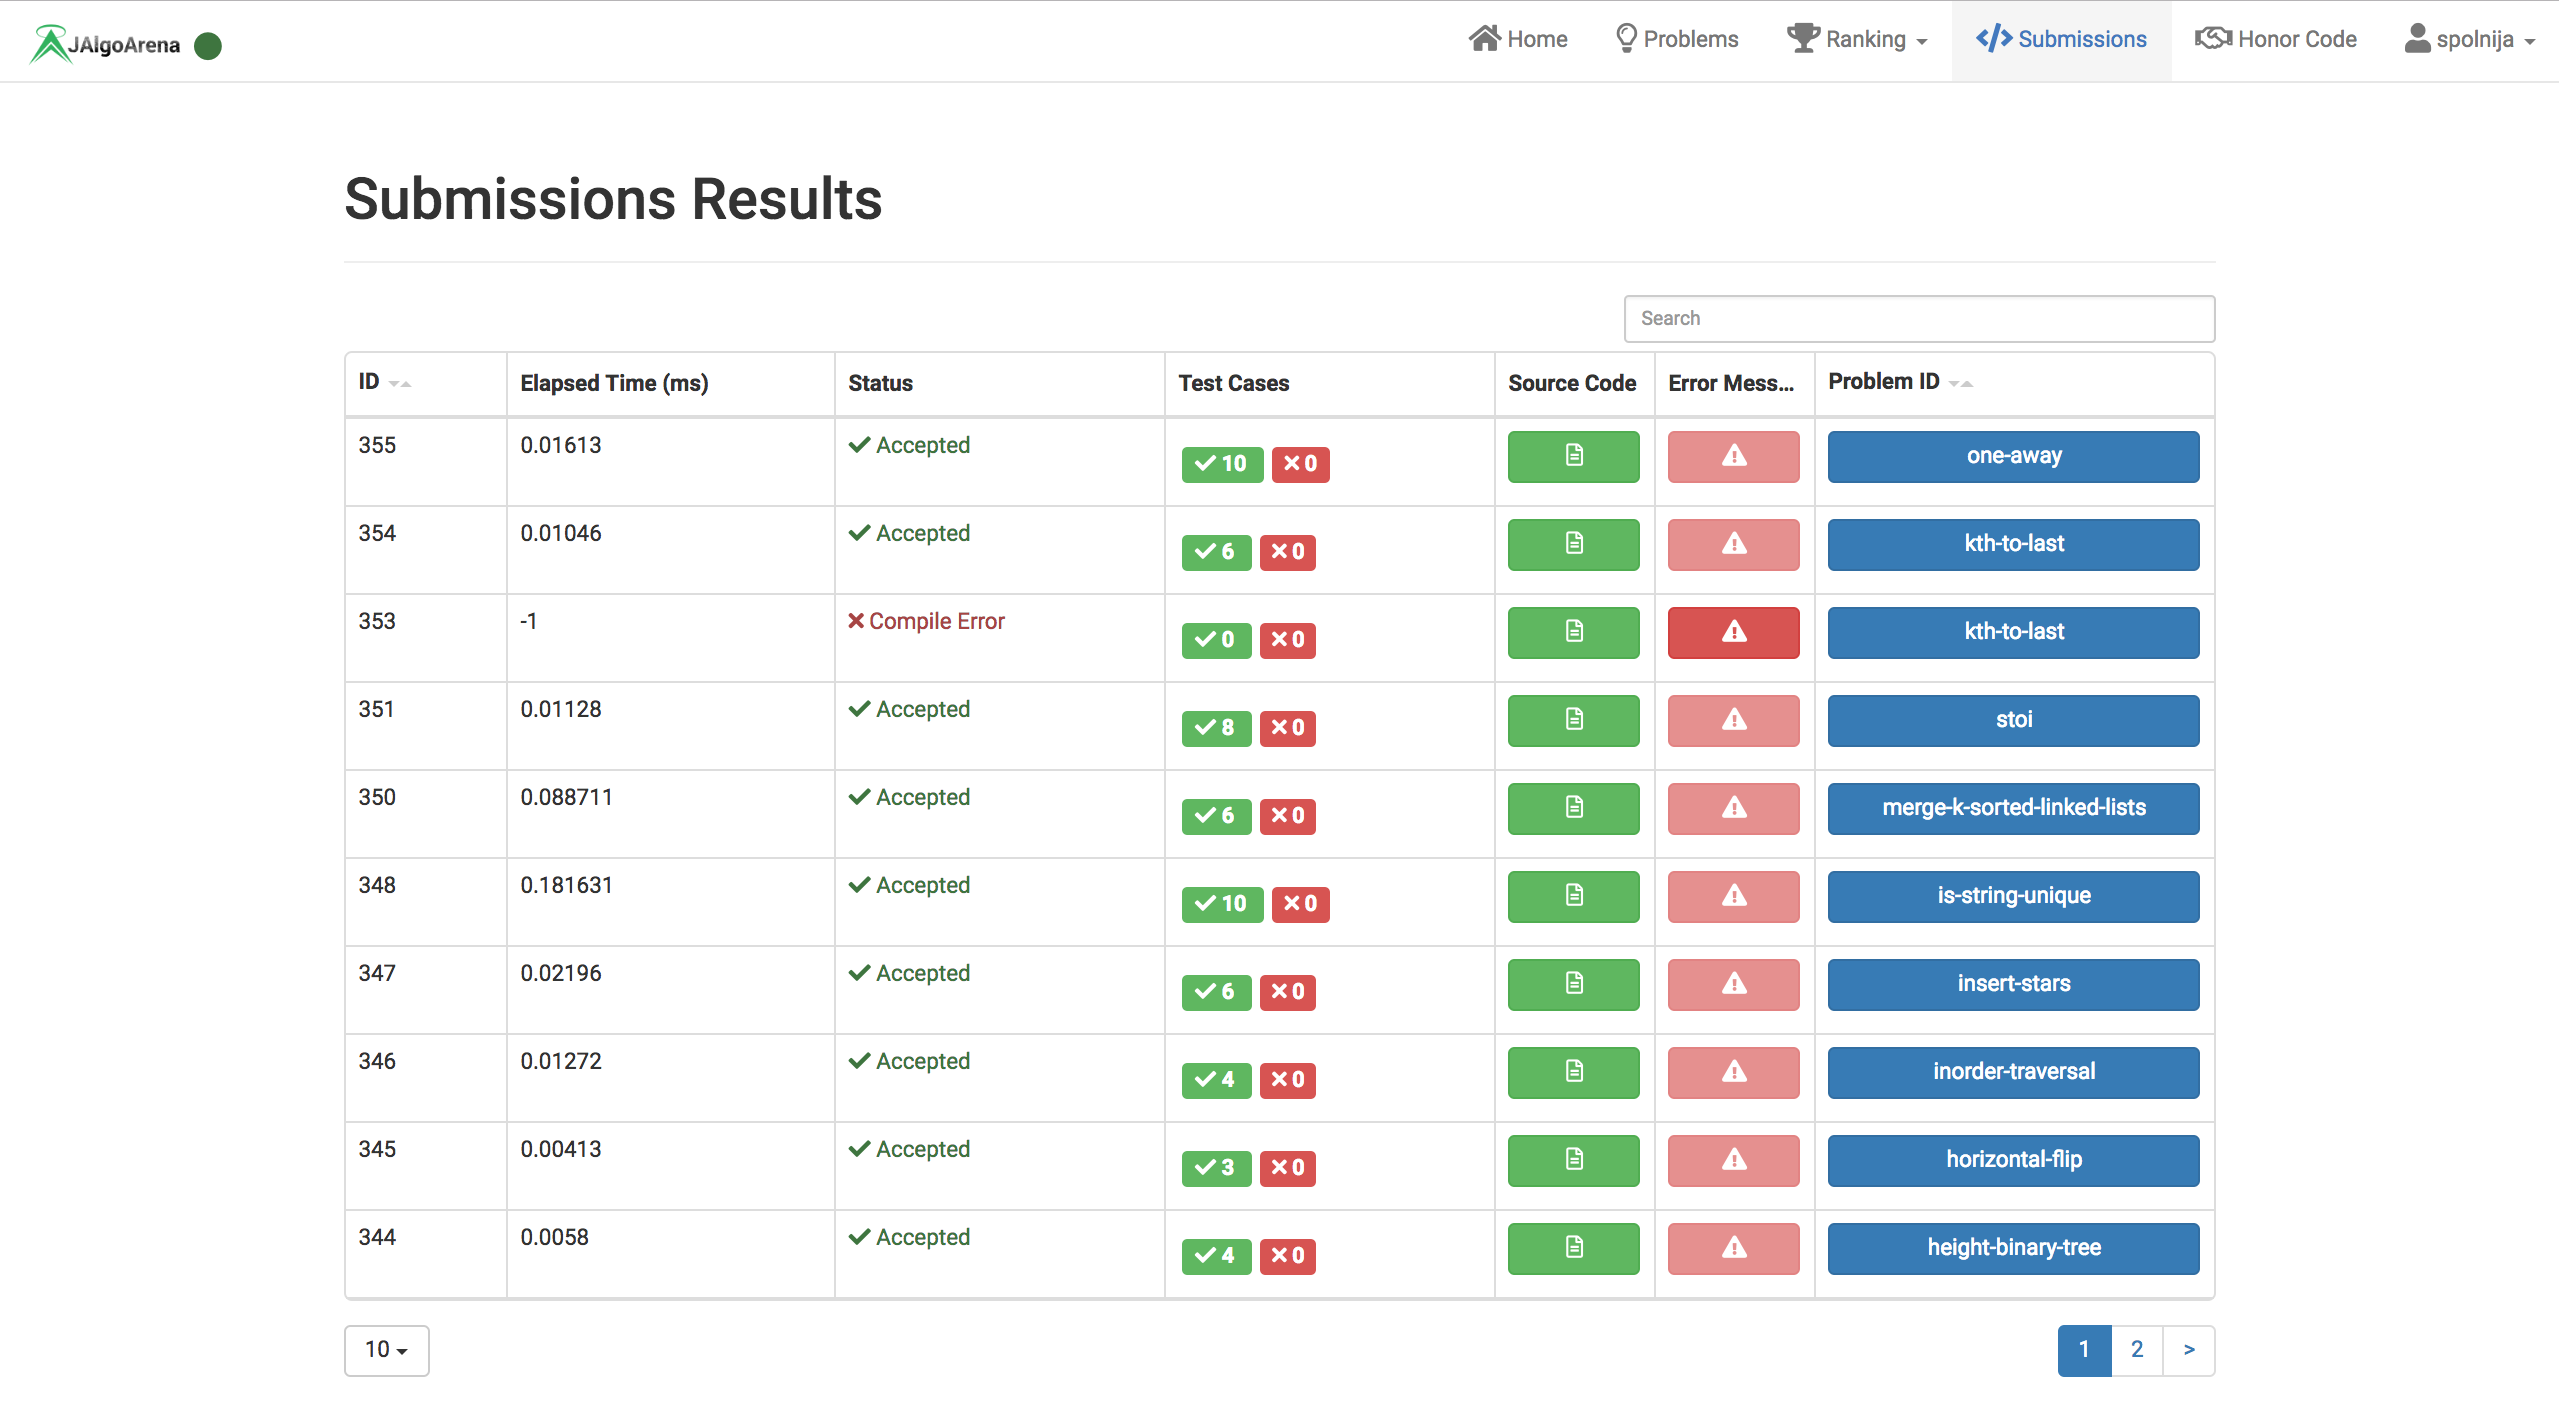 JAlgoArena Home Problems Ranking Submissions Honor Code spolnija
Submissions Results
Search
ID Elapsed Time (ms) Status Test Cases Source Code Error Mess... Problem ID
355 0.01613 Accepted 10 0 one-away
354 0.01046 Accepted 6 0 kth-to-last
353 -1 Compile Error 0 0 kth-to-last
351 0.01128 Accepted 8 0 stoi
350 0.088711 Accepted 6 0 merge-k-sorted-linked-lists
348 0.181631 Accepted 10 0 is-string-unique
347 0.02196 Accepted 6 0 insert-stars
346 0.01272 Accepted 4 0 inorder-traversal
345 0.00413 Accepted 3 0 horizontal-flip
344 0.0058 Accepted 4 0 height-binary-tree
10 1 2 >